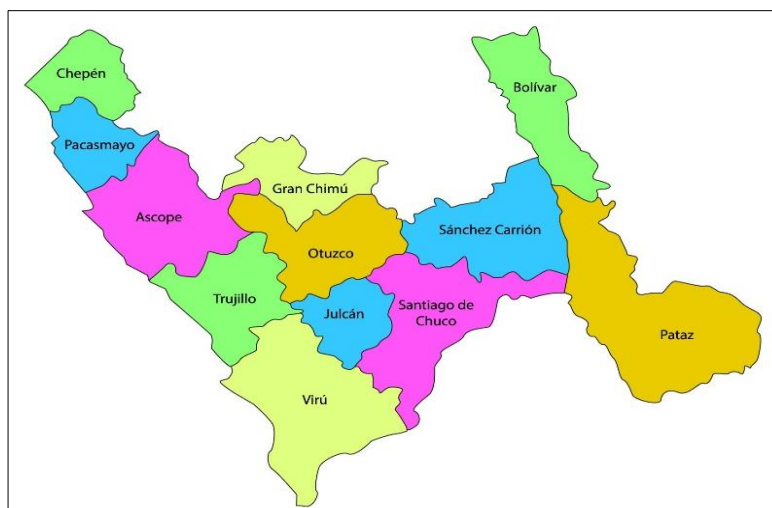 Chepén
Bolívar
Pacasmayo
Gran Chimú
Ascope
Sánchez Carrión
Otuzco
Trujillo
Julcán
Santiago de
Chuco
Pataz
Virú